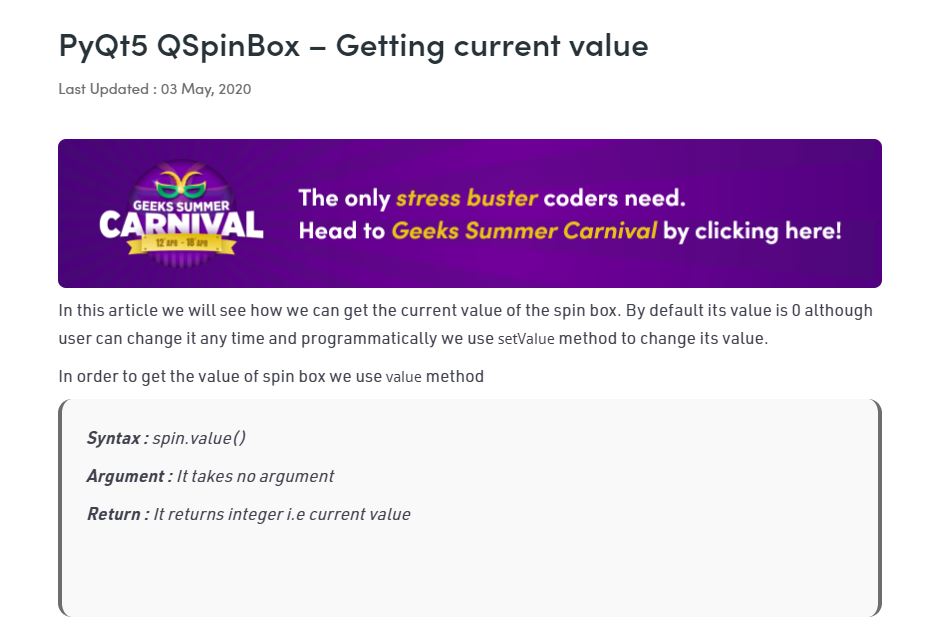 PyQt5 QSpinBox – Getting current value
Last Updated : 03 May, 2020
GEEKS SUMMER
CARNIVAL
12 APR - 18 APR
The only stress buster coders need.
Head to Geeks Summer Carnival by clicking here!
In this article we will see how we can get the current value of the spin box. By default its value is 0 although
user can change it any time and programmatically we use setValue method to change its value.
In order to get the value of spin box we use value method
Syntax : spin.value()
Argument : It takes no argument
Return : It returns integer i.e current value